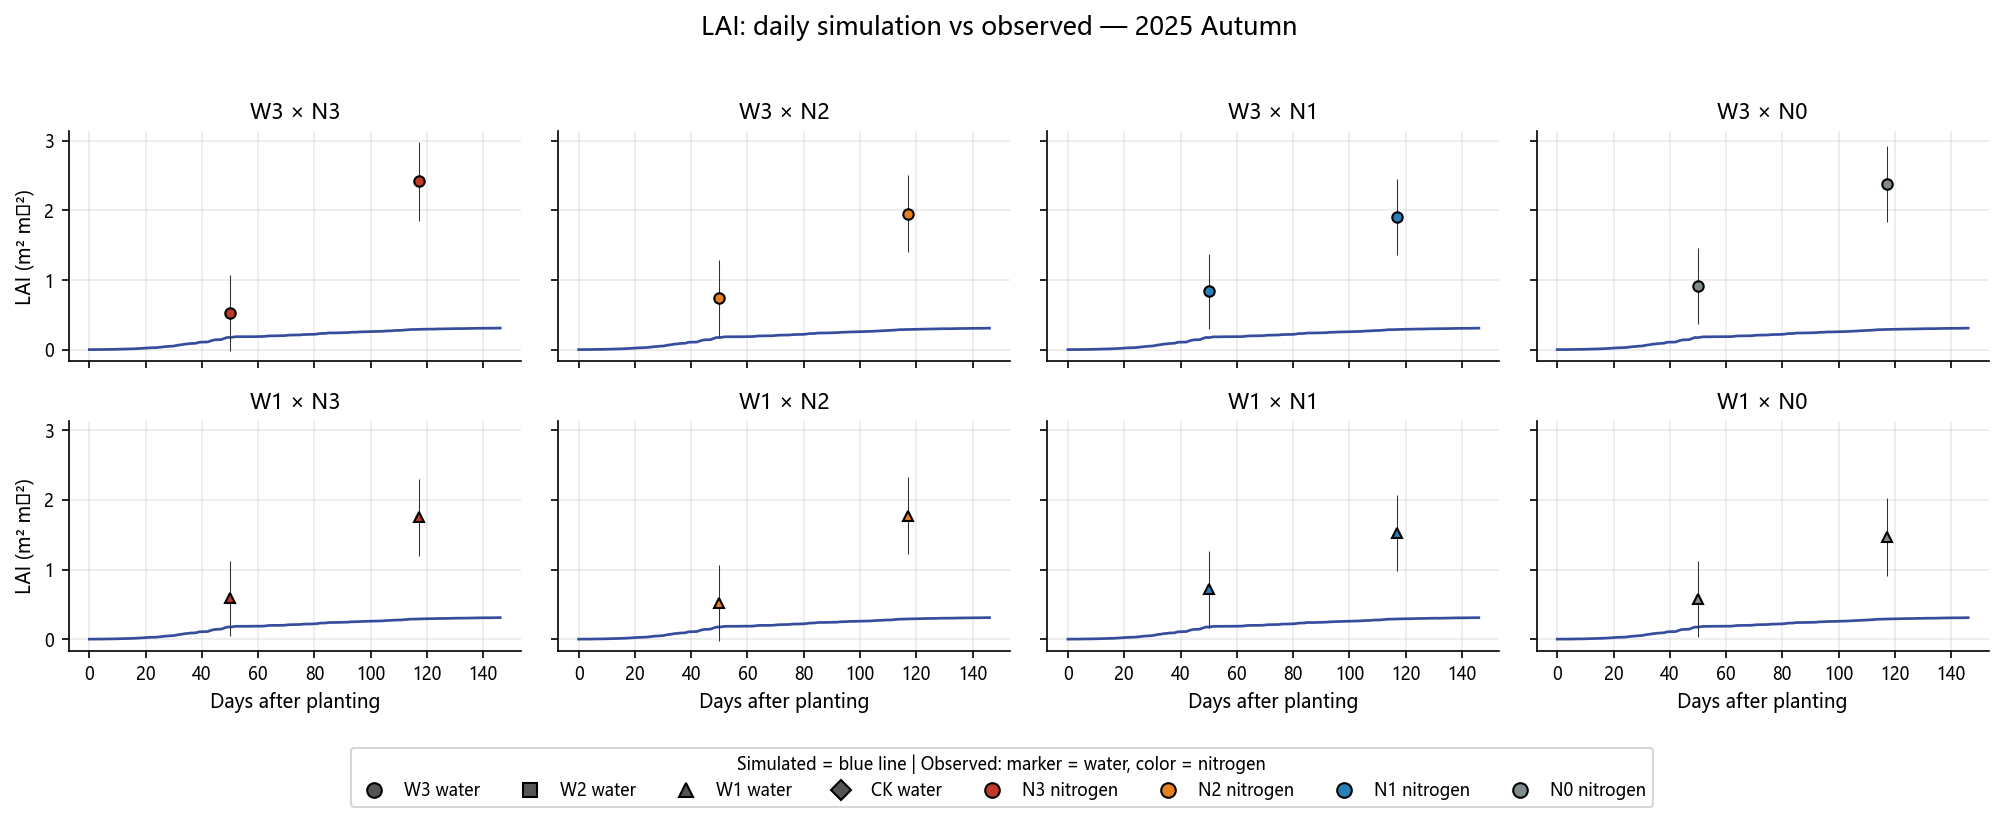 LAI: daily simulation vs observed — 2025 Autumn
W3 × N3
W3 × N2
W3 × N1
W3 × N0
LAI (m² m▯²)
3
2
1
0
W1 × N3
W1 × N2
W1 × N1
W1 × N0
LAI (m² m▯²)
3
2
1
0
0 20 40 60 80 100 120 140
0 20 40 60 80 100 120 140
0 20 40 60 80 100 120 140
0 20 40 60 80 100 120 140
Days after planting
Days after planting
Days after planting
Days after planting
Simulated = blue line | Observed: marker = water, color = nitrogen
W3 water W2 water W1 water CK water N3 nitrogen N2 nitrogen N1 nitrogen N0 nitrogen